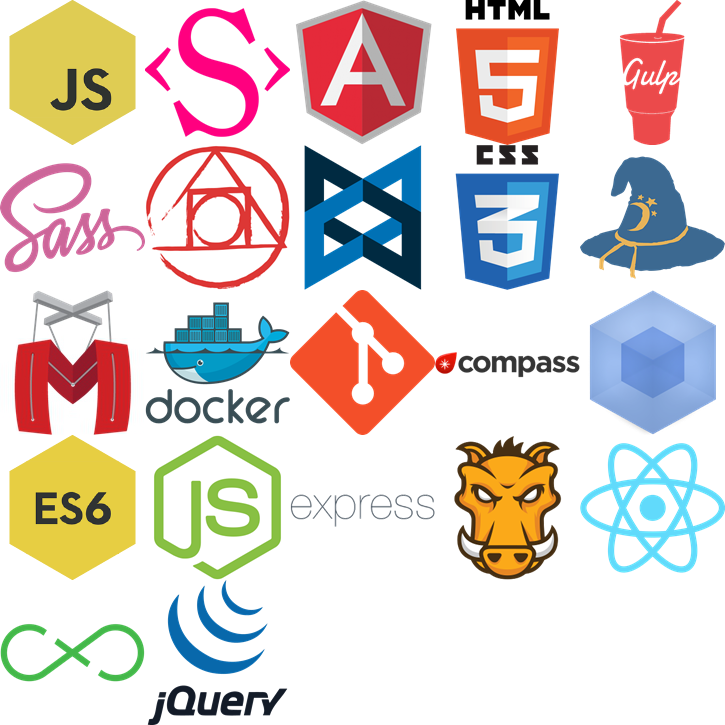 JS
S
A
HTML
5
Gulp
Sass
CSS
3
M
docker
compass
ES6
JS
express
jQuery